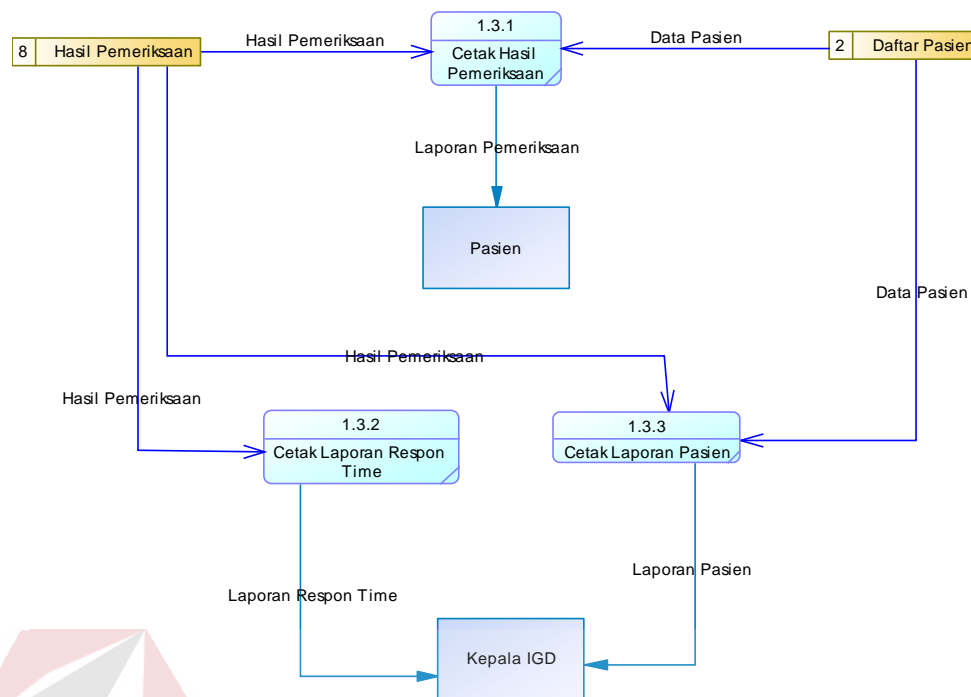 1.3.1
8 Hasil Pemeriksaan
Hasil Pemeriksaan
Cetak Hasil
Pemeriksaan
Data Pasien
2 Daftar Pasien
Laporan Pemeriksaan
Pasien
Data Pasien
Hasil Pemeriksaan
Hasil Pemeriksaan
1.3.2
Cetak Laporan Respon
Time
1.3.3
Cetak Laporan Pasien
Laporan Pasien
Laporan Respon Time
Kepala IGD